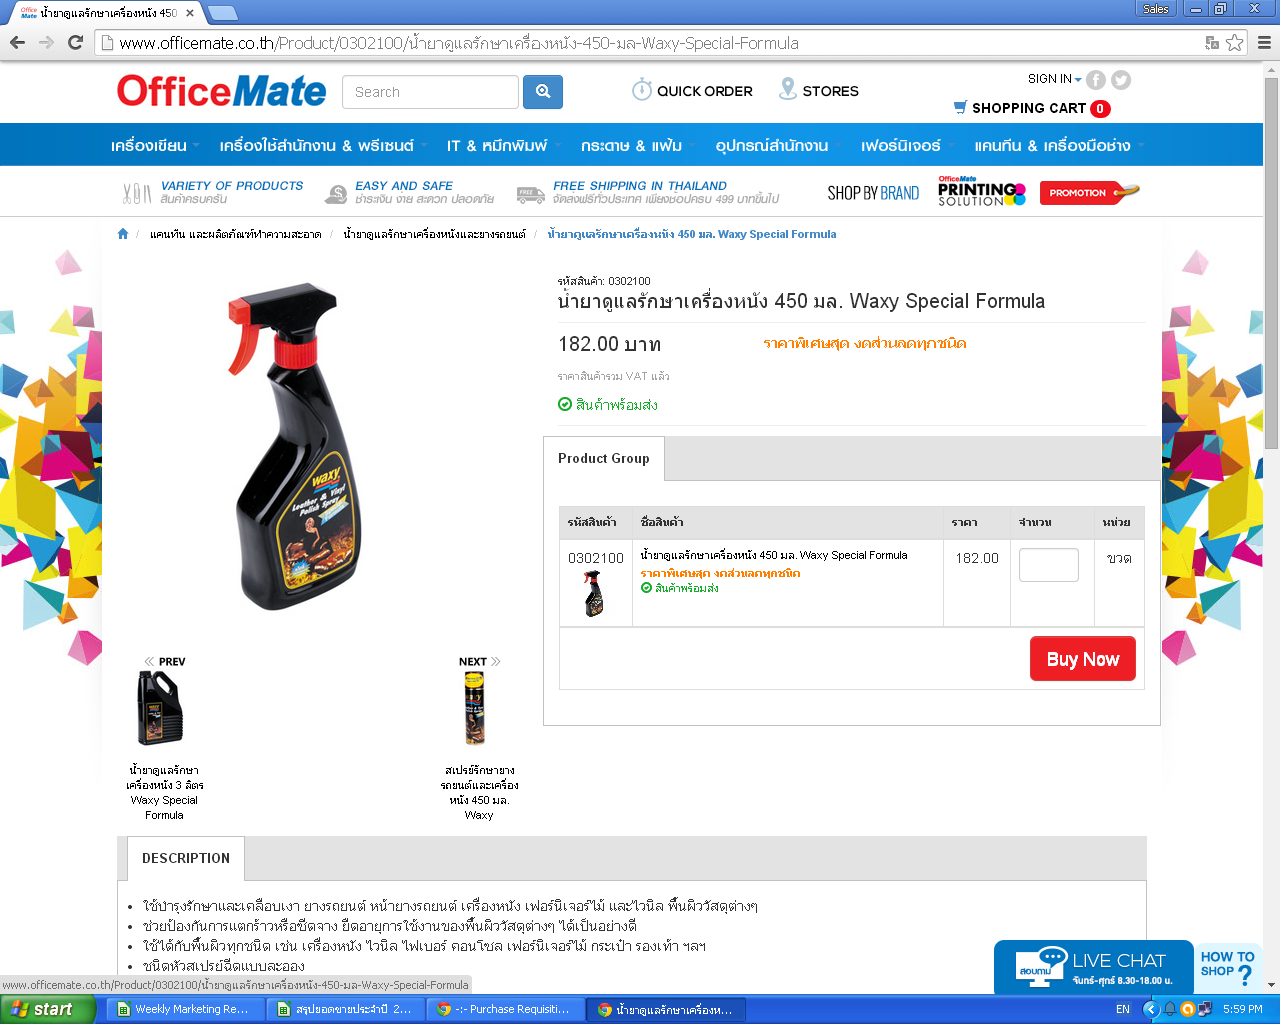 Office Mate น้ำยาดูแลรักษาเครื่องหนัง 450
Sales
www.officemate.co.th/Product/0302100/น้ำยาดูแลรักษาเครื่องหนัง-450-มล-Waxy-Special-Formula
OfficeMate
Search
QUICK ORDER
STORES
SIGN IN
SHOPPING CART 0
เครื่องเขียน
เครื่องใช้สำนักงาน & พรีเซนต์
IT & หมึกพิมพ์
กระดาษ & แฟ้ม
อุปกรณ์สำนักงาน
เฟอร์นิเจอร์
แคนทีน & เครื่องมือช่าง
VARIETY OF PRODUCTS
สินค้าครบครัน
EASY AND SAFE
ชำระเงิน ง่าย สะดวก ปลอดภัย
FREE
FREE SHIPPING IN THAILAND
จัดส่งฟรีทั่วประเทศ เพียงช้อปครบ 499 บาทขึ้นไป
SHOP BY BRAND
OfficeMate
PRINTING
SOLUTION
PROMOTION
/ แคนทีน และผลิตภัณฑ์ทำความสะอาด / น้ำยาดูแลรักษาเครื่องหนังและยางรถยนต์ / น้ำยาดูแลรักษาเครื่องหนัง 450 มล. Waxy Special Formula
รหัสสินค้า: 0302100
น้ำยาดูแลรักษาเครื่องหนัง 450 มล. Waxy Special Formula
182.00 บาท
ราคาพิเศษสุด งดส่วนลดทุกชนิด
ราคาสินค้ารวม VAT แล้ว
สินค้าพร้อมส่ง
waxy
Leather & Vinyl
Polish Spray
Product Group
รหัสสินค้า ชื่อสินค้า ราคา จำนวน หน่วย
0302100 น้ำยาดูแลรักษาเครื่องหนัง 450 มล. Waxy Special Formula 182.00 ขวด
ราคาพิเศษสุด งดส่วนลดทุกชนิด
สินค้าพร้อมส่ง
Buy Now
PREV
NEXT
น้ำยาดูแลรักษา
เครื่องหนัง 3 ลิตร
Waxy Special
Formula
สเปรย์รักษายาง
รถยนต์และเครื่อง
หนัง 450 มล.
Waxy
DESCRIPTION
• ใช้บำรุงรักษาและเคลือบเงา ยางรถยนต์ หน้ายางรถยนต์ เครื่องหนัง เฟอร์นิเจอร์ไม้ และไวนิล พื้นผิววัสดุต่างๆ
• ช่วยป้องกันการแตกร้าวหรือซีดจาง ยืดอายุการใช้งานของพื้นผิววัสดุต่างๆ ได้เป็นอย่างดี
• ใช้ได้กับพื้นผิวทุกชนิด เช่น เครื่องหนัง ไวนิล ไฟเบอร์ คอนโซล เฟอร์นิเจอร์ไม้ กระเป๋า รองเท้า ฯลฯ
• ชนิดหัวสเปรย์ฉีดแบบละออง
สอบถาม
LIVE CHAT
จันทร์-ศุกร์ 8.30-18.00 น.
HOW TO
SHOP ?
www.officemate.co.th/Product/0302100/น้ำยาดูแลรักษาเครื่องหนัง-450-มล-Waxy-Special-Formula
start
Weekly Marketing Re...
สรุปยอดขายประจำปี 2...
-:- Purchase Requisiti...
น้ำยาดูแลรักษาเครื่องห...
EN
5:59 PM